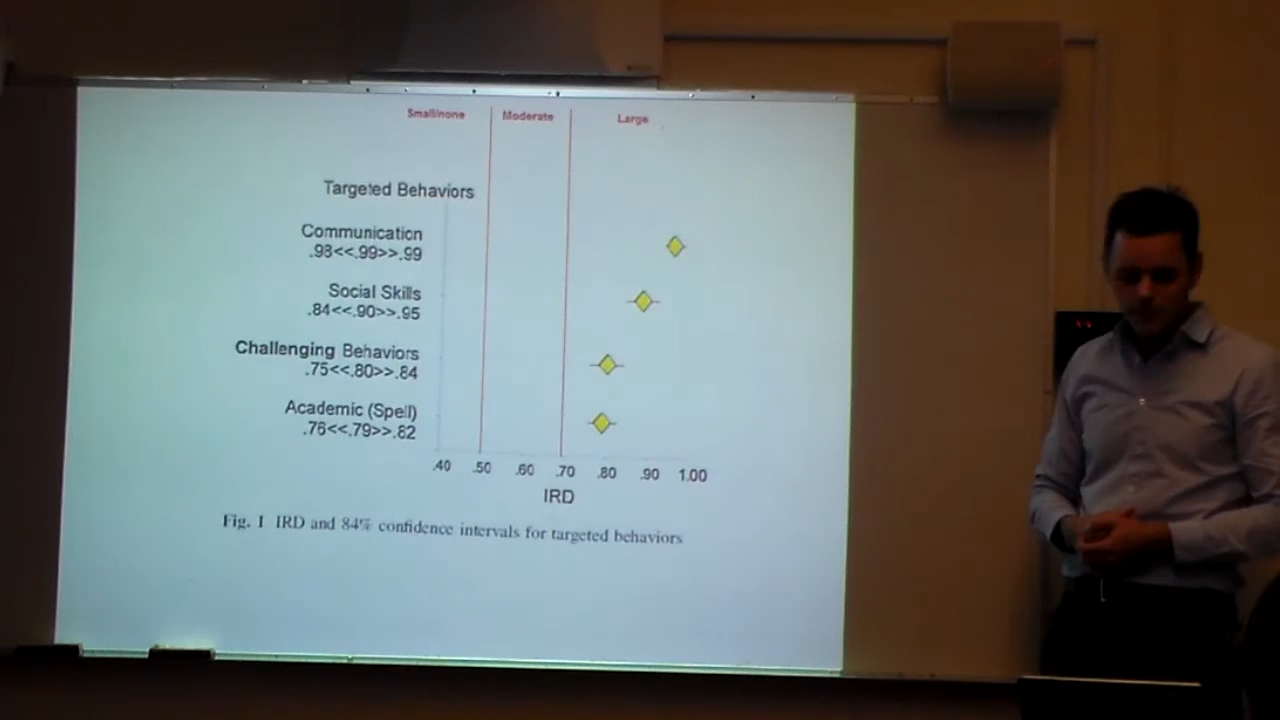 Small/none Moderate Large
Targeted Behaviors
Communication
.98<<.99>>.99
Social Skills
.84<<.90>>.95
Challenging Behaviors
.75<<.80>>.84
Academic (Spell)
.76<<.79>>.82
.40 .50 .60 .70 .80 .90 1.00
IRD
Fig. 1 IRD and 84% confidence intervals for targeted behaviors